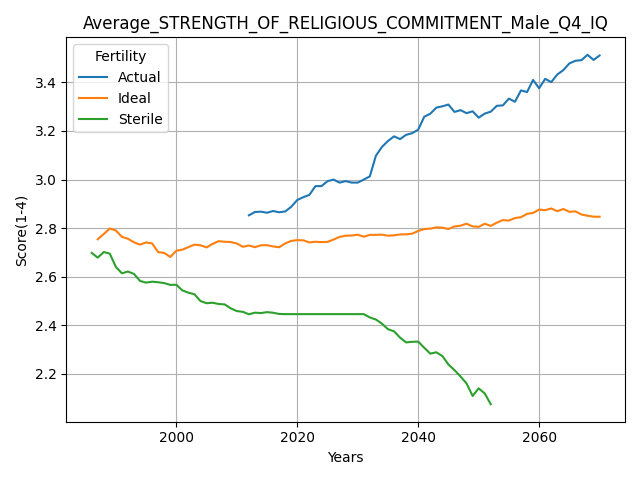 Average_STRENGTH_OF_RELIGIOUS_COMMITMENT_Male_Q4_IQ
Fertility
Actual
Ideal
Sterile
Score(1-4)
3.4
3.2
3.0
2.8
2.6
2.4
2.2
2000
2020
2040
2060
Years